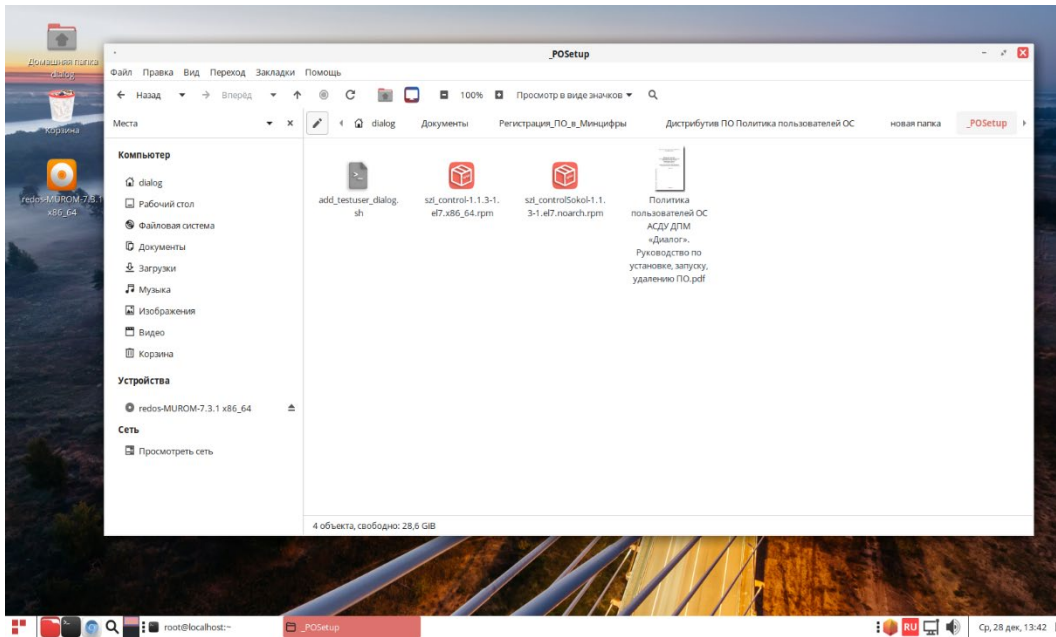 Домашняя папка
dialog
Корзина
redos-MUROM-7.3.1
x86_64
_POSetup
Файл Правка Вид Переход Закладки Помощь
Назад Вперёд 100% Просмотр в виде значков
Места
dialog Документы Регистрация_ПО_в_Минцифры Дистрибутив ПО Политика пользователей ОС новая папка _POSetup
Компьютер
dialog
Рабочий стол
Файловая система
Документы
Загрузки
Музыка
Изображения
Видео
Корзина
Устройства
redos-MUROM-7.3.1 x86_64
Сеть
Просмотреть сеть
add_testuser_dialog.
sh
szi_control-1.1.3-1.
el7.x86_64.rpm
szi_controlSokol-1.1.
3-1.el7.noarch.rpm
Политика
пользователей ОС
АСДУ ДПМ
«Диалог».
Руководство по
установке, запуску,
удалению ПО.pdf
4 объекта, свободно: 28,6 GiB
root@localhost:~
_POSetup
RU
Ср, 28 дек, 13:42